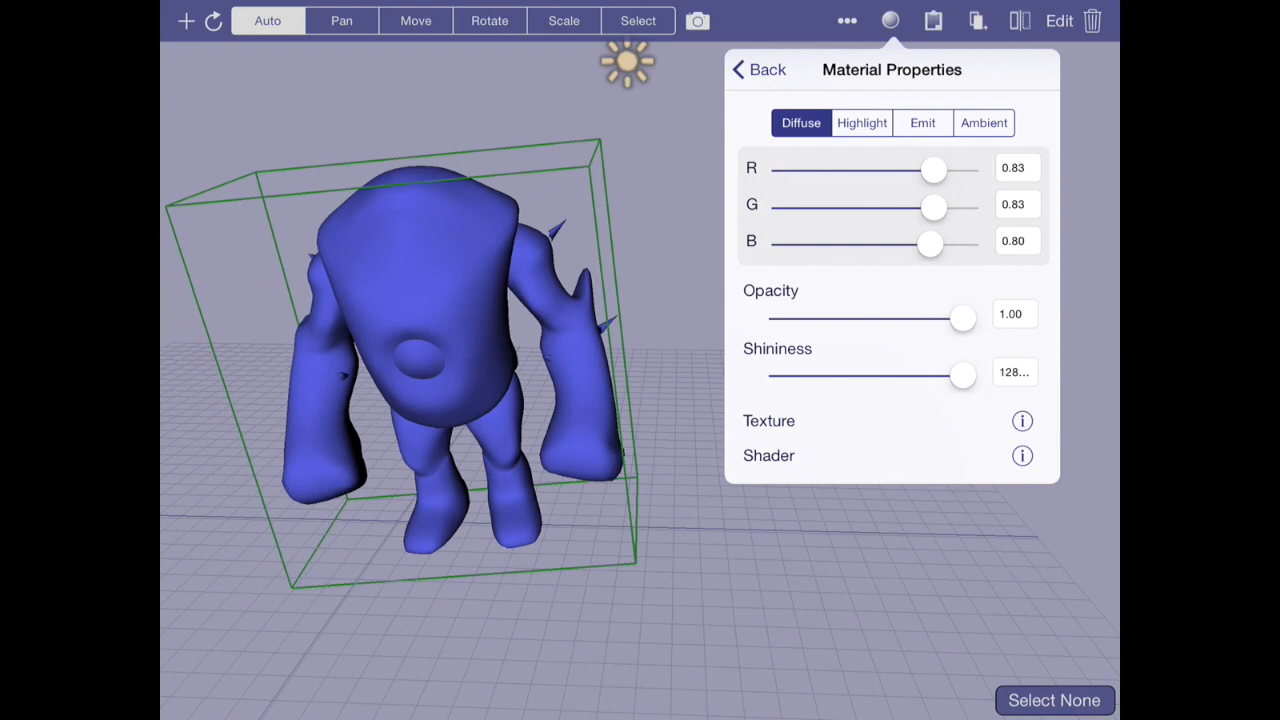 Auto Pan Move Rotate Scale Select Edit
Back Material Properties
Diffuse Highlight Emit Ambient
R 0.83
G 0.83
B 0.80
Opacity
1.00
Shininess
128...
Texture
Shader
Select None